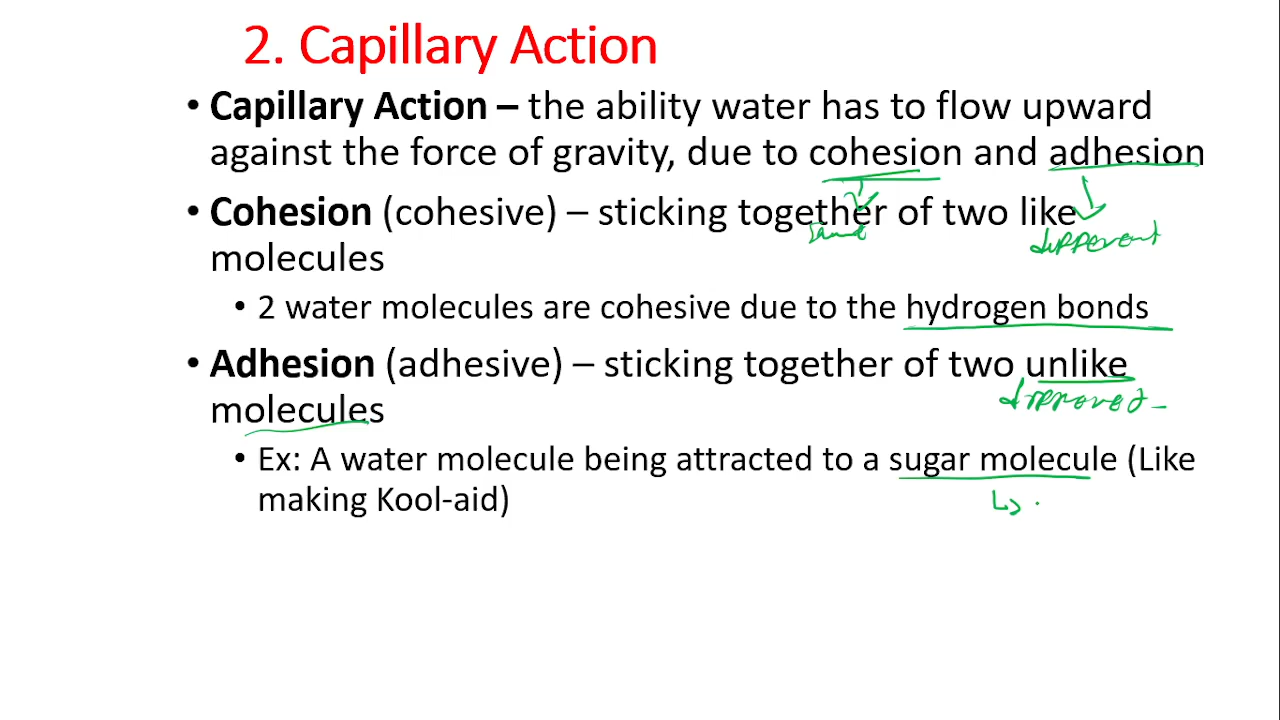 2. Capillary Action
• Capillary Action – the ability water has to flow upward
against the force of gravity, due to cohesion and adhesion
• Cohesion (cohesive) – sticking together of two like
same different
molecules
• 2 water molecules are cohesive due to the hydrogen bonds
• Adhesion (adhesive) – sticking together of two unlike
molecules
• Ex: A water molecule being attracted to a sugar molecule (Like
making Kool-aid)